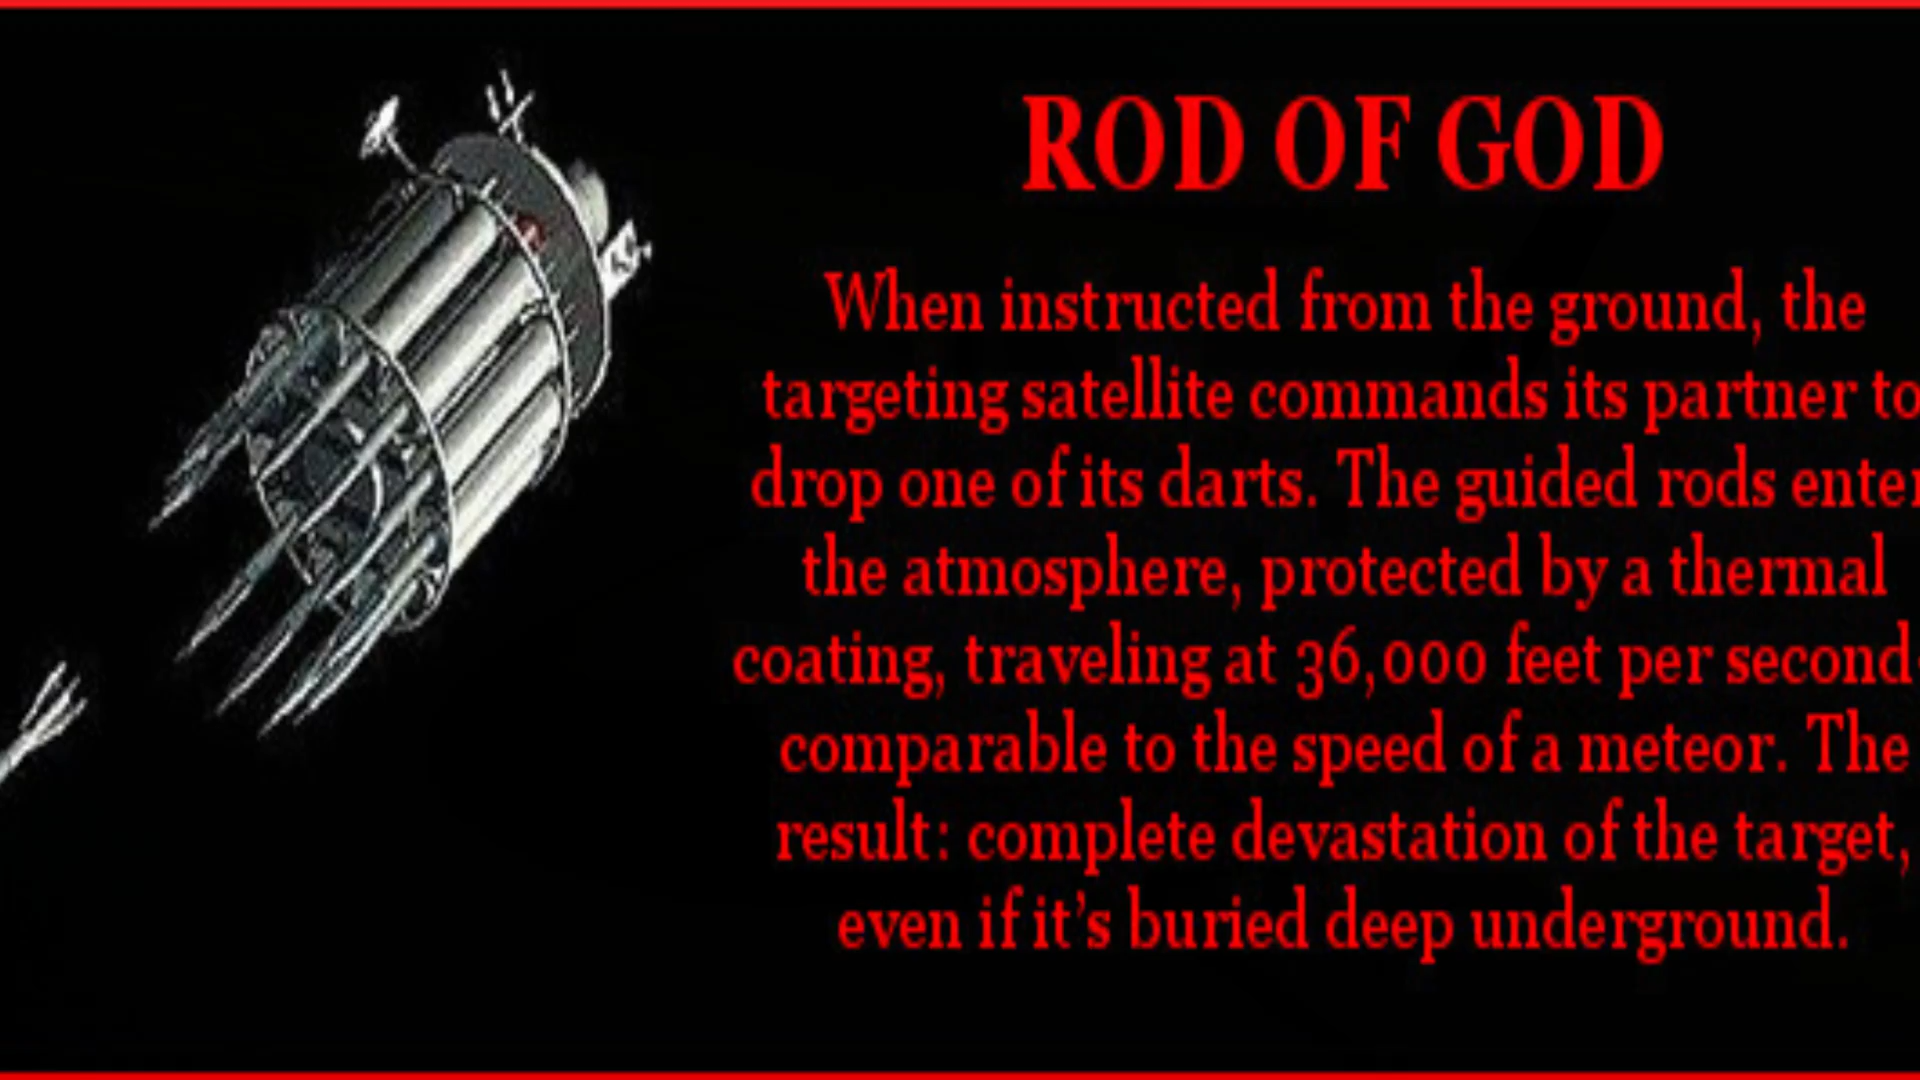 ROD OF GOD
When instructed from the ground, the
targeting satellite commands its partner to
drop one of its darts. The guided rods enter
the atmosphere, protected by a thermal
coating, traveling at 36,000 feet per second-
comparable to the speed of a meteor. The
result: complete devastation of the target,
even if it’s buried deep underground.